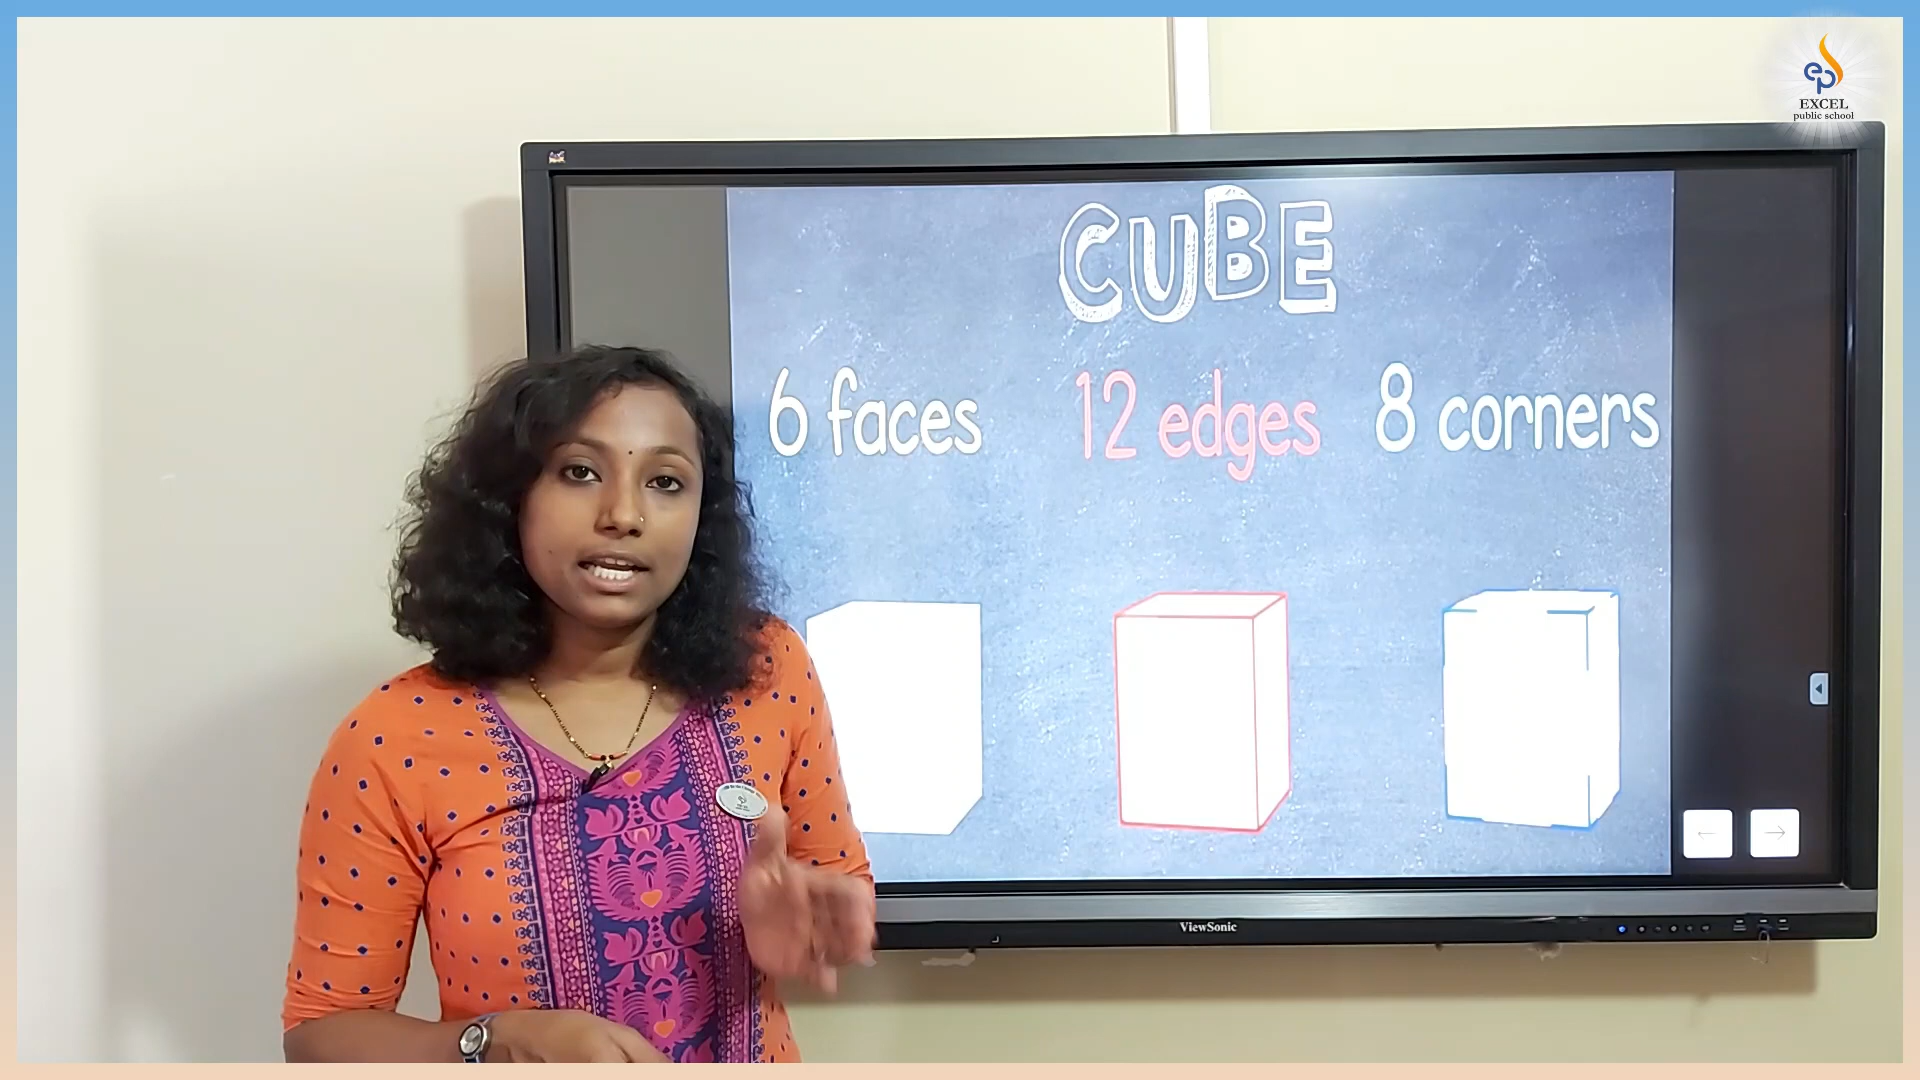 EXCEL
public school
CUBE
6 faces
12 edges
8 corners
ViewSonic